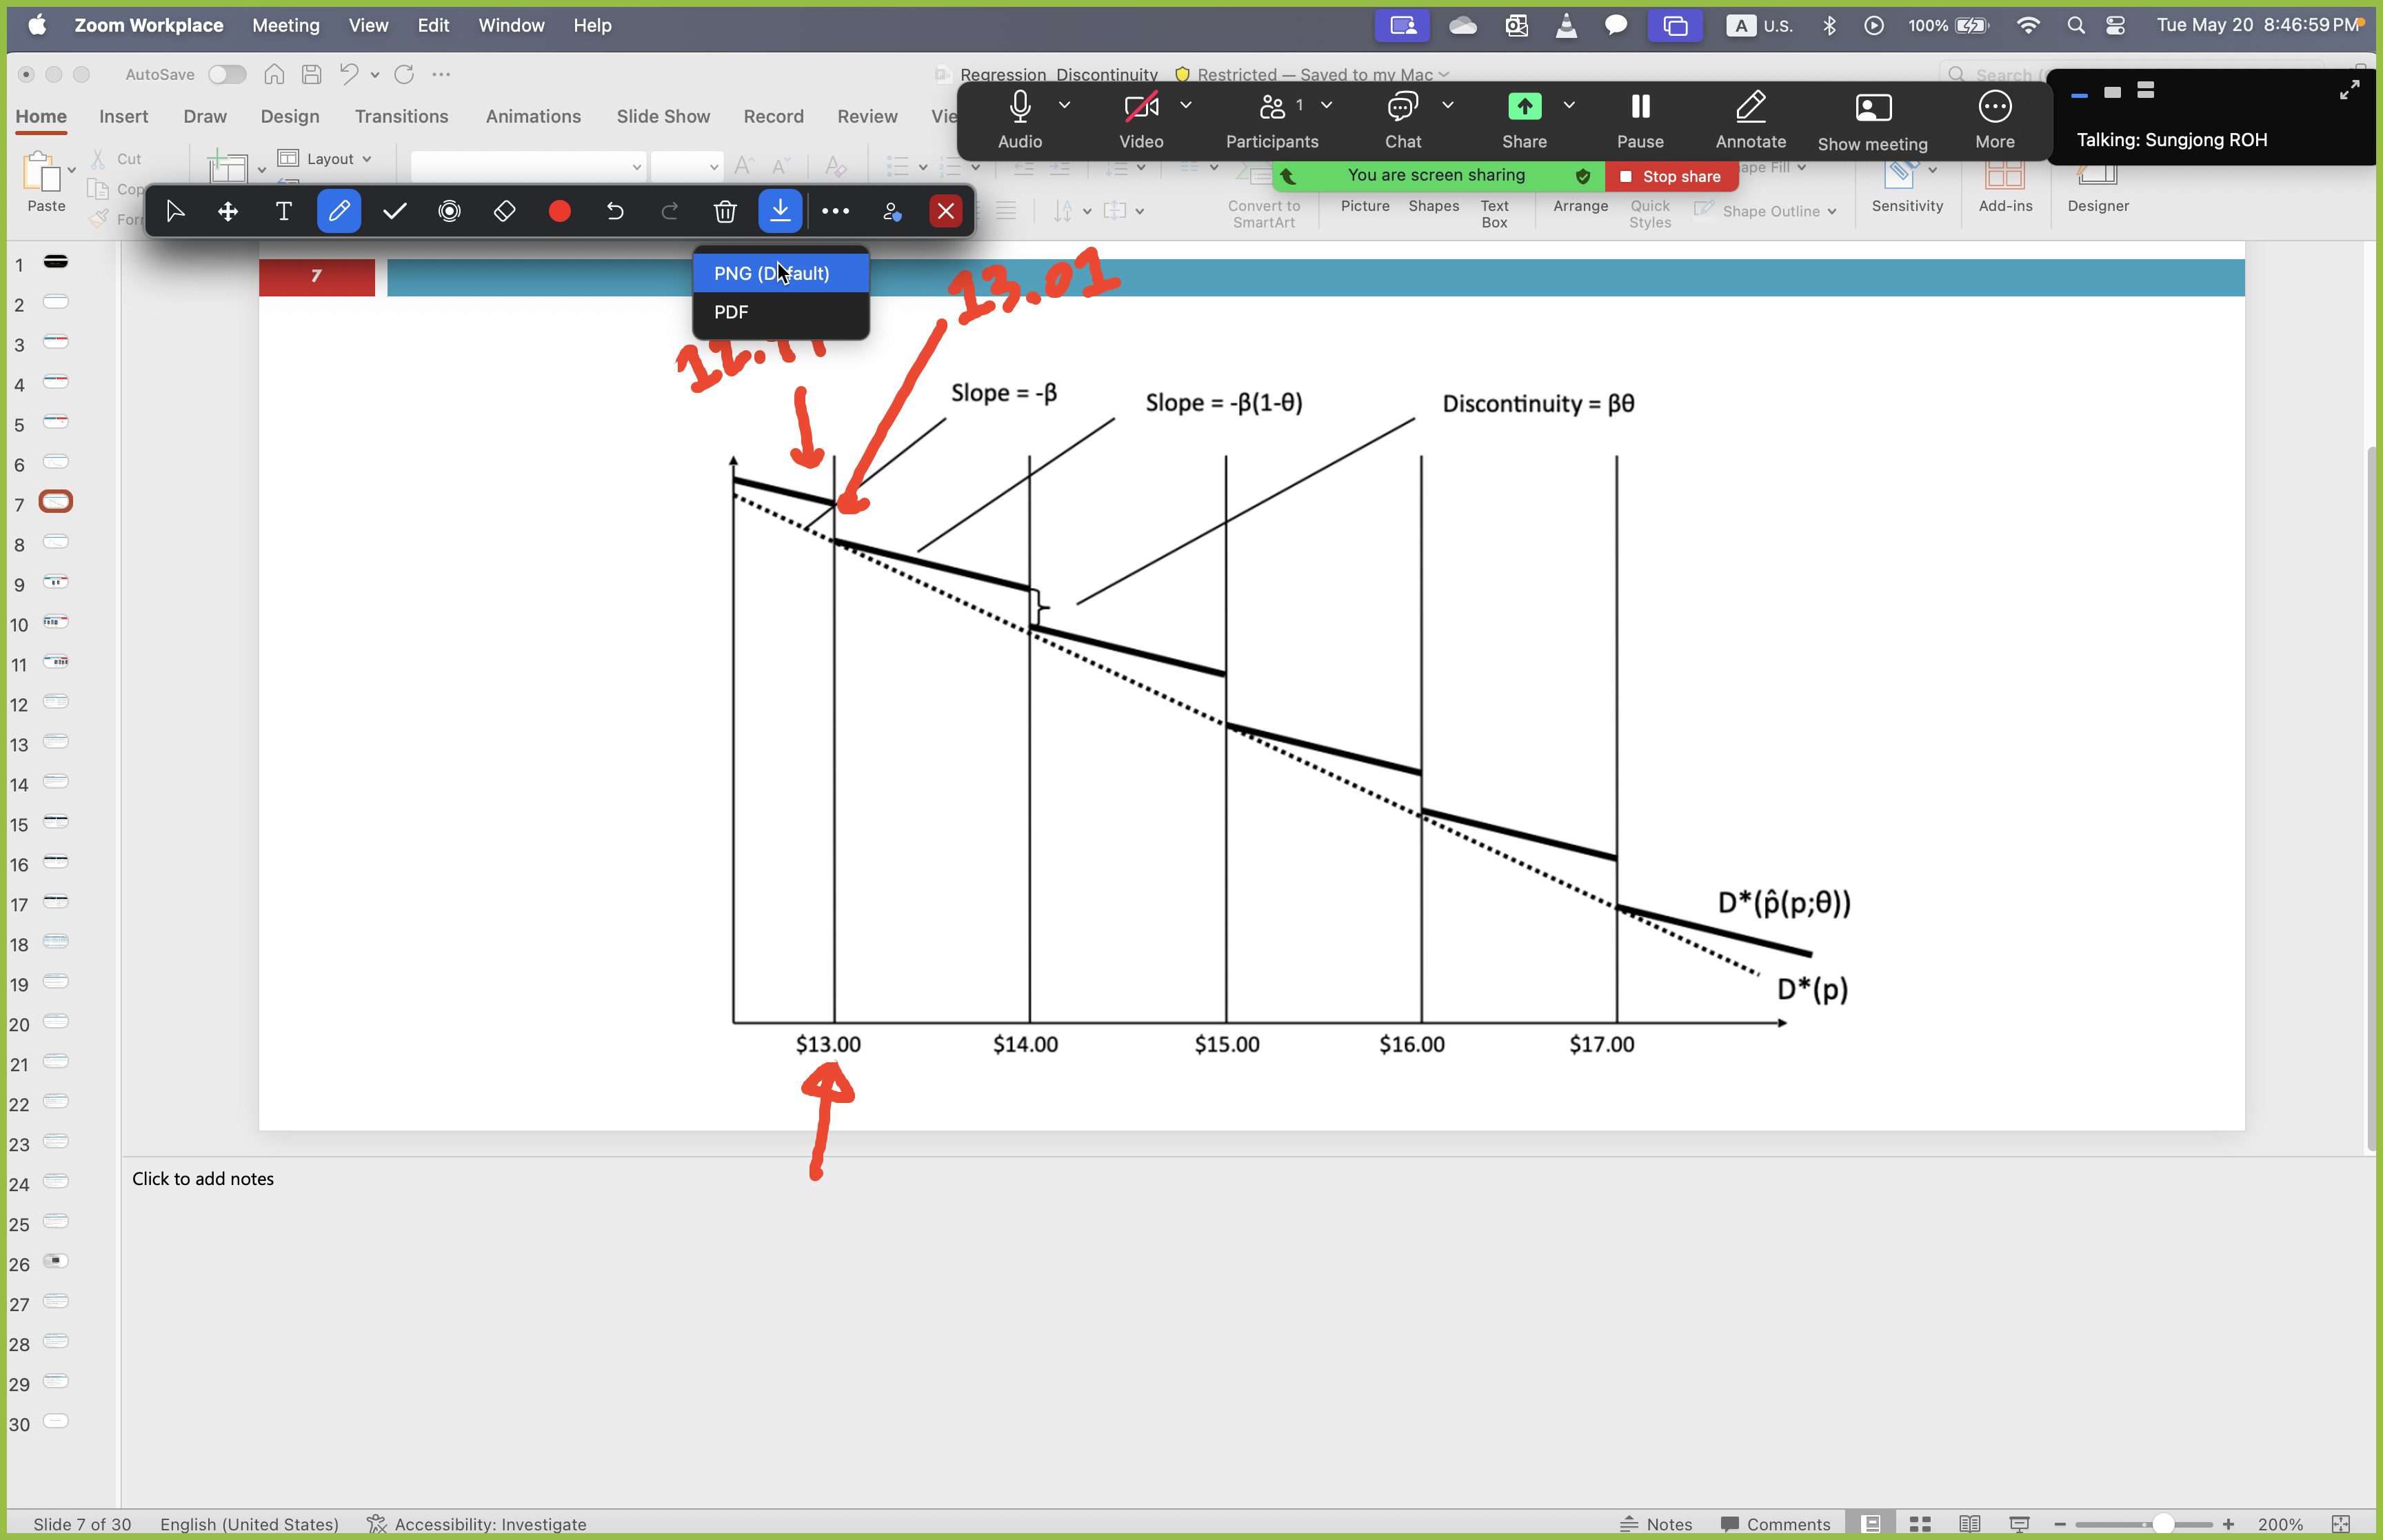 Zoom Workplace Meeting View Edit Window Help A U.S. 100% Tue May 20 8:46:59 PM
AutoSave Regression_Discontinuity Restricted — Saved to my Mac Search
Talking: Sungjong ROH
Home Insert Draw Design Transitions Animations Slide Show Record Review
Audio Video 1 Participants Chat Share Pause Annotate Show meeting More
You are screen sharing Stop share
Paste Cut Layout
Convert to SmartArt Picture Shapes Text Box Arrange Quick Styles Shape Outline Sensitivity Add-ins Designer
T
PNG (Default)
PDF
7
13.01
Slope = -β
Slope = -β(1-θ)
Discontinuity = βθ
D*(p̂(p;θ))
D*(p)
$13.00 $14.00 $15.00 $16.00 $17.00
1
2
3
4
5
6
7
8
9
10
11
12
13
14
15
16
17
18
19
20
21
22
23
24
25
26
27
28
29
30
Click to add notes
Slide 7 of 30 English (United States) Accessibility: Investigate Notes Comments 200%